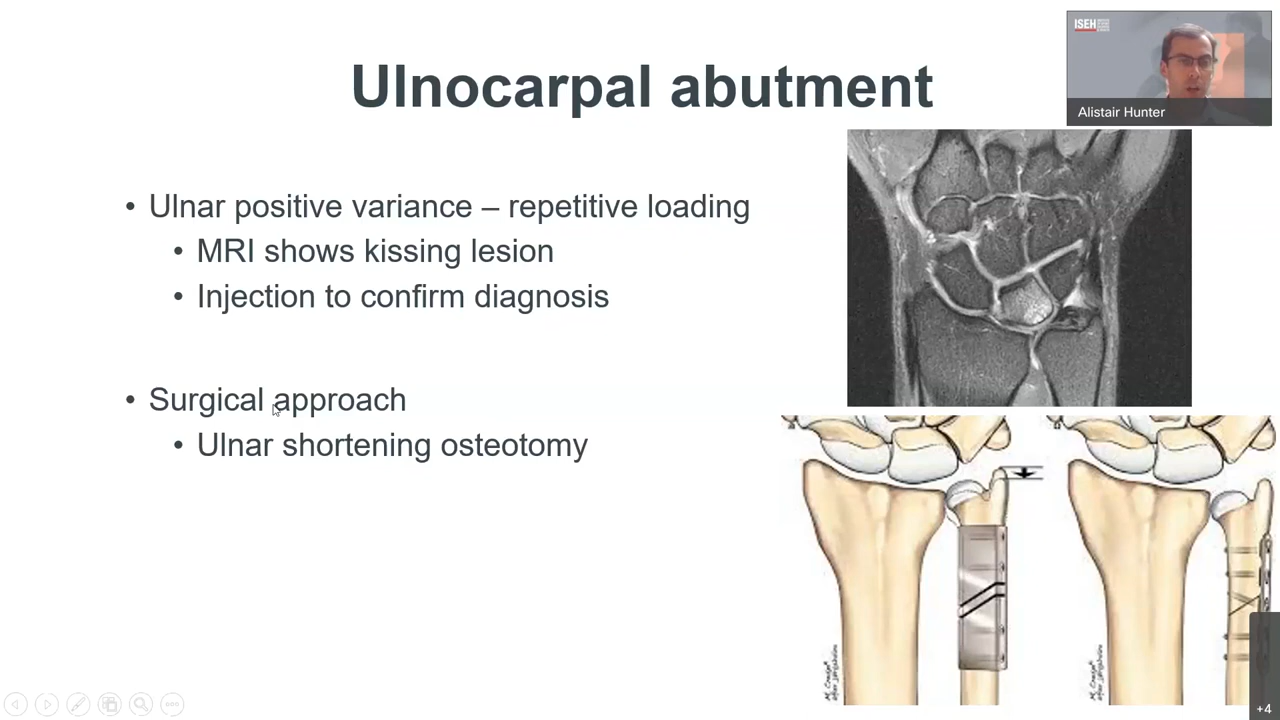 Ulnocarpal abutment
ISEH
Alistair Hunter
• Ulnar positive variance – repetitive loading
• MRI shows kissing lesion
• Injection to confirm diagnosis
• Surgical approach
• Ulnar shortening osteotomy
+4